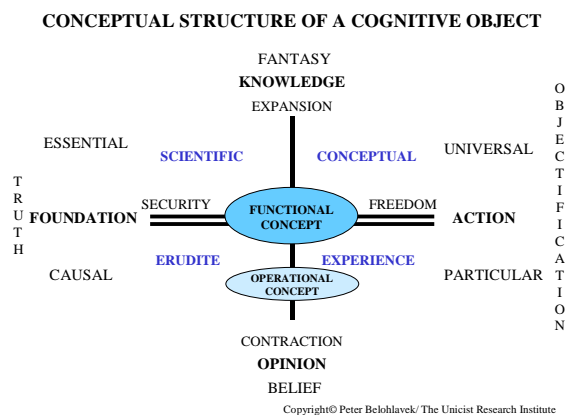 CONCEPTUAL STRUCTURE OF A COGNITIVE OBJECT
FANTASY
KNOWLEDGE
EXPANSION
ESSENTIAL
SCIENTIFIC
CONCEPTUAL
UNIVERSAL
TRUTH
FOUNDATION
SECURITY
FUNCTIONAL
CONCEPT
FREEDOM
ACTION
OBJECTIFICATION
CAUSAL
ERUDITE
EXPERIENCE
PARTICULAR
OPERATIONAL
CONCEPT
CONTRACTION
OPINION
BELIEF
Copyright© Peter Belohlavek/ The Unicist Research Institute